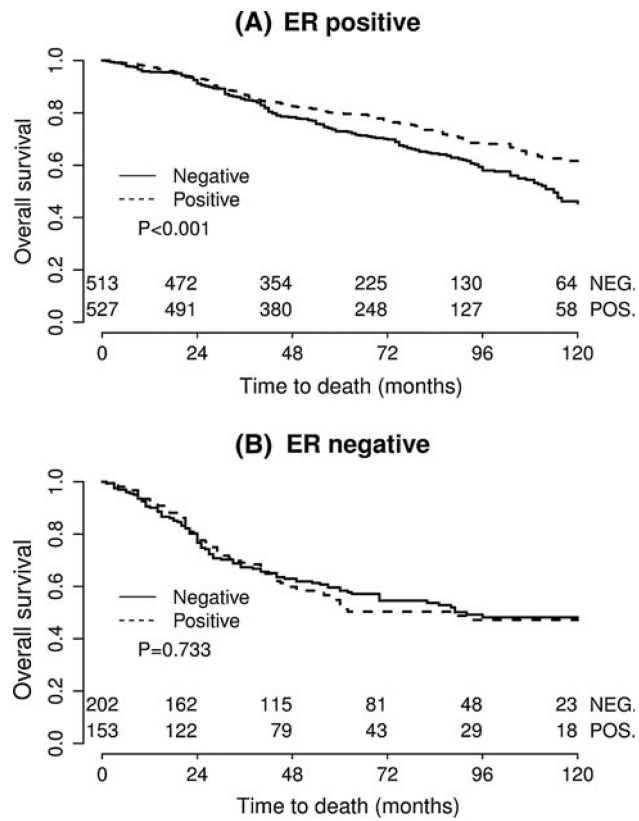 (A) ER positive
1.0
0.8
0.6
0.4
0.2
0.0
Overall survival
Negative
Positive
P<0.001
513 472 354 225 130 64 NEG.
527 491 380 248 127 58 POS.
0 24 48 72 96 120
Time to death (months)
(B) ER negative
1.0
0.8
0.6
0.4
0.2
0.0
Overall survival
Negative
Positive
P=0.733
202 162 115 81 48 23 NEG.
153 122 79 43 29 18 POS.
0 24 48 72 96 120
Time to death (months)